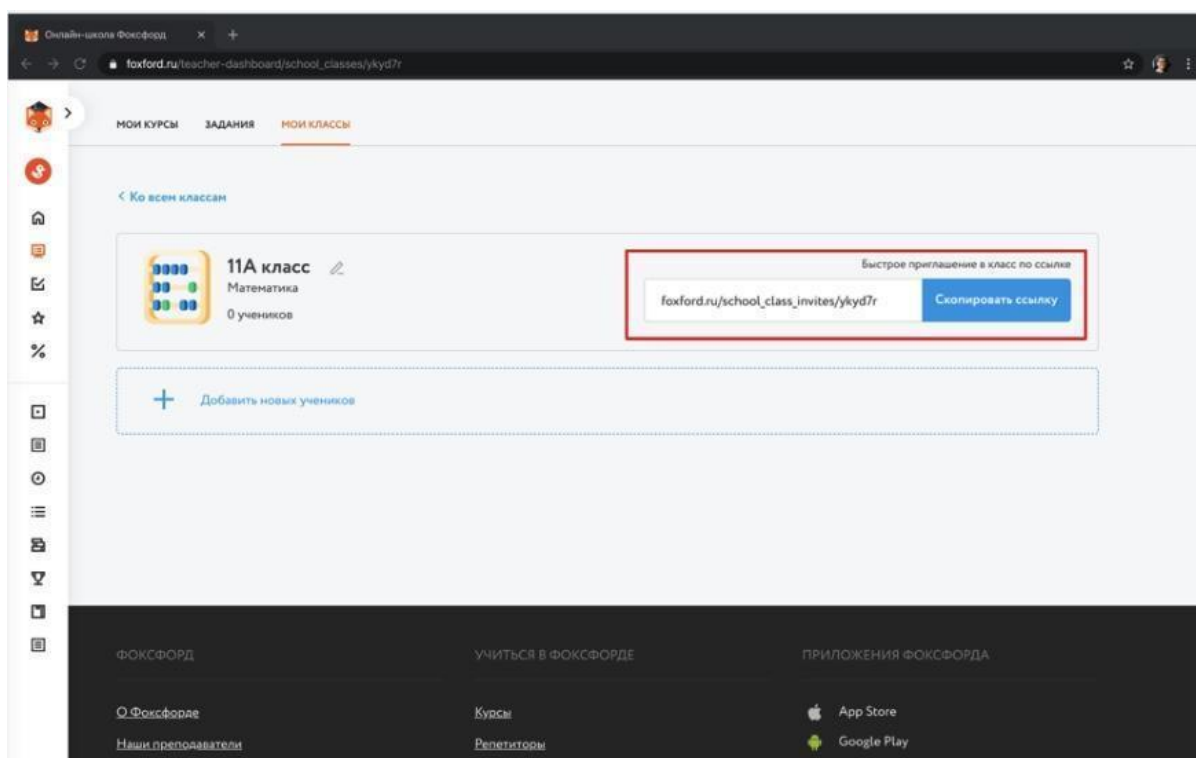 Онлайн-школа Фоксфорд
foxford.ru/teacher-dashboard/school_classes/ykyd7r
МОИ КУРСЫ ЗАДАНИЯ МОИ КЛАССЫ
< Ко всем классам
11А класс
Математика
0 учеников
Быстрое приглашение в класс по ссылке
foxford.ru/school_class_invites/ykyd7r Скопировать ссылку
+ Добавить новых учеников
ФОКСФОРД УЧИТЬСЯ В ФОКСФОРДЕ ПРИЛОЖЕНИЯ ФОКСФОРДА
О Фоксфорде Курсы App Store
Наши преподаватели Репетиторы Google Play